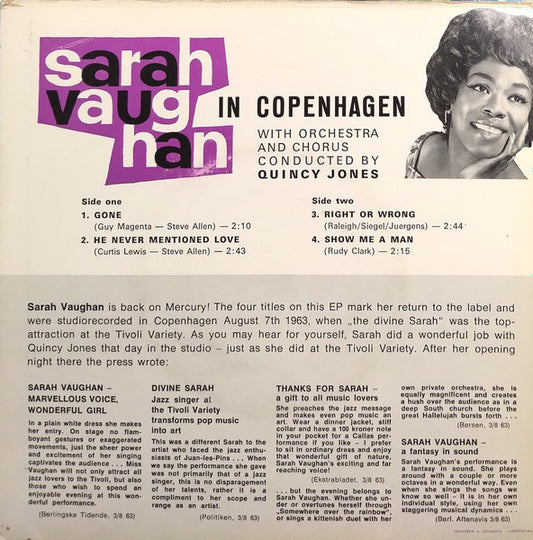 sarah
vaug
han
IN COPENHAGEN
WITH ORCHESTRA
AND CHORUS
CONDUCTED BY
QUINCY JONES
Side one
1. GONE
(Guy Magenta — Steve Allen) — 2:10
2. HE NEVER MENTIONED LOVE
(Curtis Lewis — Steve Allen) — 2:43
Side two
3. RIGHT OR WRONG
(Raleigh/Siegel/Juergens) — 2:44
4. SHOW ME A MAN
(Rudy Clark) — 2:15
Sarah Vaughan is back on Mercury! The four titles on this EP mark her return to the label and
were studiorecorded in Copenhagen August 7th 1963, when „the divine Sarah" was the top-
attraction at the Tivoli Variety. As you may hear for yourself, Sarah did a wonderful job with
Quincy Jones that day in the studio – just as she did at the Tivoli Variety. After her opening
night there the press wrote:
SARAH VAUGHAN –
MARVELLOUS VOICE,
WONDERFUL GIRL
In a plain white dress she makes
her entry. On stage no flam-
boyant gestures or exaggerated
movements, just the sheer power
and excitement of her singing
captivates the audience . . . Miss
Vaughan will not only attract all
jazz lovers to the Tivoli, but also
those who wish to spend an
enjoyable evening at this won-
derful performance.
(Berlingske Tidende, 3/8 63)
DIVINE SARAH
Jazz singer at
the Tivoli Variety
transforms pop music
into art
This was a different Sarah to the
artist who faced the jazz enthu-
siasts of Juan-les-Pins . . . When
we say the performance she gave
was not primarily that of a jazz
singer, this is no disparagement
of her talents, rather it is a
compliment to her scope and
range as an artist.
(Politiken, 3/8 63)
THANKS FOR SARAH –
a gift to all music lovers
She preaches the jazz message
and makes even pop music an
art. Wear a dinner jacket, stiff
collar and have a 100 kroner note
in your pocket for a Callas per-
formance if you like – I prefer
to sit in ordinary dress and enjoy
that wonderful gift of nature,
Sarah Vaughan's exciting and far
reaching voice!
(Ekstrabladet, 3/8 63)
. . . but the evening belongs to
Sarah Vaughan. Whether she un-
der or overtures herself through
„Somewhere over the rainbow",
or sings a kittenish duet with her
own private orchestra, she is
equally magnificent and creates
a hush over the audience as in a
deep South church before the
great Hallelujah bursts forth . . .
(Børsen, 3/8 63)
SARAH VAUGHAN –
a fantasy in sound
Sarah Vaughan's performance is
a fantasy in sound. She plays
around with a couple or more
octaves in a wonderful way. Even
when she sings the songs we
know so well – it is in her own
individual style, using her own
staggering musical dynamics . . .
(Berl. Aftenavis 3/8 63)